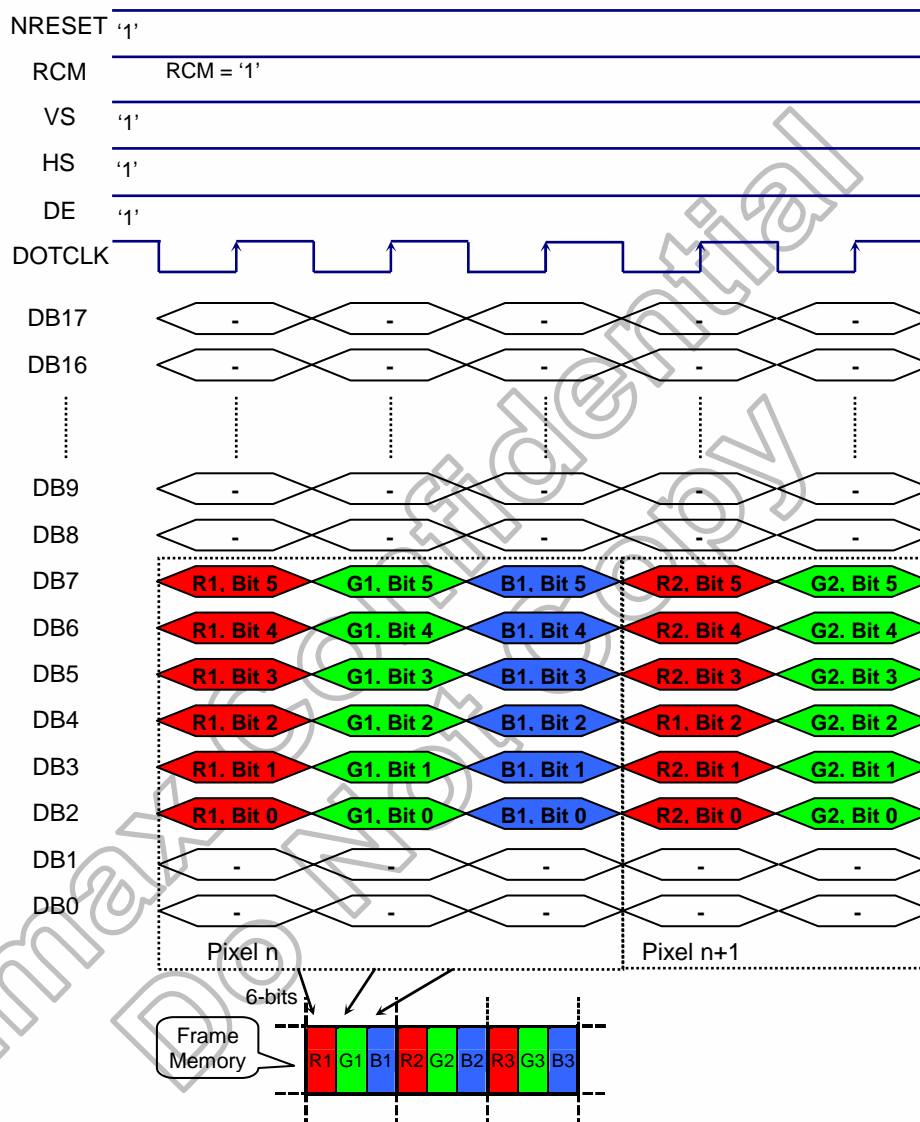 NRESET '1'
RCM RCM = '1'
VS '1'
HS '1'
DE '1'
DOTCLK
DB17 - - - - -
DB16 - - - - -
DB9 - - - - -
DB8 - - - - -
DB7 R1, Bit 5 G1, Bit 5 B1, Bit 5 R2, Bit 5 G2, Bit 5
DB6 R1, Bit 4 G1, Bit 4 B1, Bit 4 R2, Bit 4 G2, Bit 4
DB5 R1, Bit 3 G1, Bit 3 B1, Bit 3 R2, Bit 3 G2, Bit 3
DB4 R1, Bit 2 G1, Bit 2 B1, Bit 2 R1, Bit 2 G2, Bit 2
DB3 R1, Bit 1 G1, Bit 1 B1, Bit 1 R2, Bit 1 G2, Bit 1
DB2 R1, Bit 0 G1, Bit 0 B1, Bit 0 R2, Bit 0 G2, Bit 0
DB1 - - - - -
DB0 - - - - -
Pixel n Pixel n+1
6-bits
Frame
Memory
R1 G1 B1 R2 G2 B2 R3 G3 B3
max Confidential
Do Not Copy